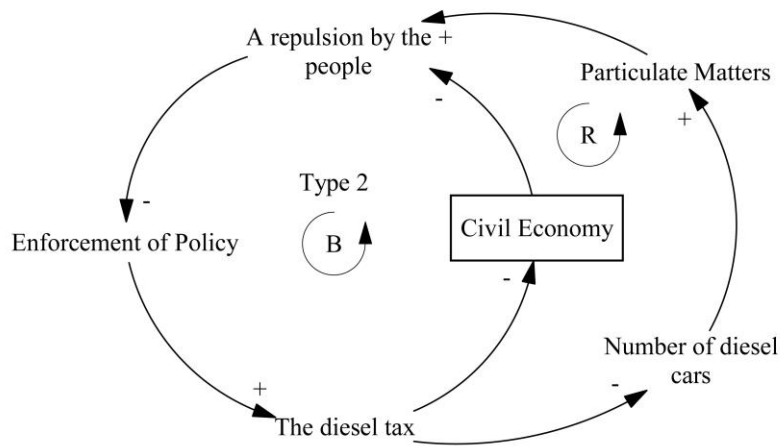 A repulsion by the +
people
Particulate Matters
-
R
+
Type 2
-
B
Civil Economy
Enforcement of Policy
-
Number of diesel
cars
+
-
The diesel tax